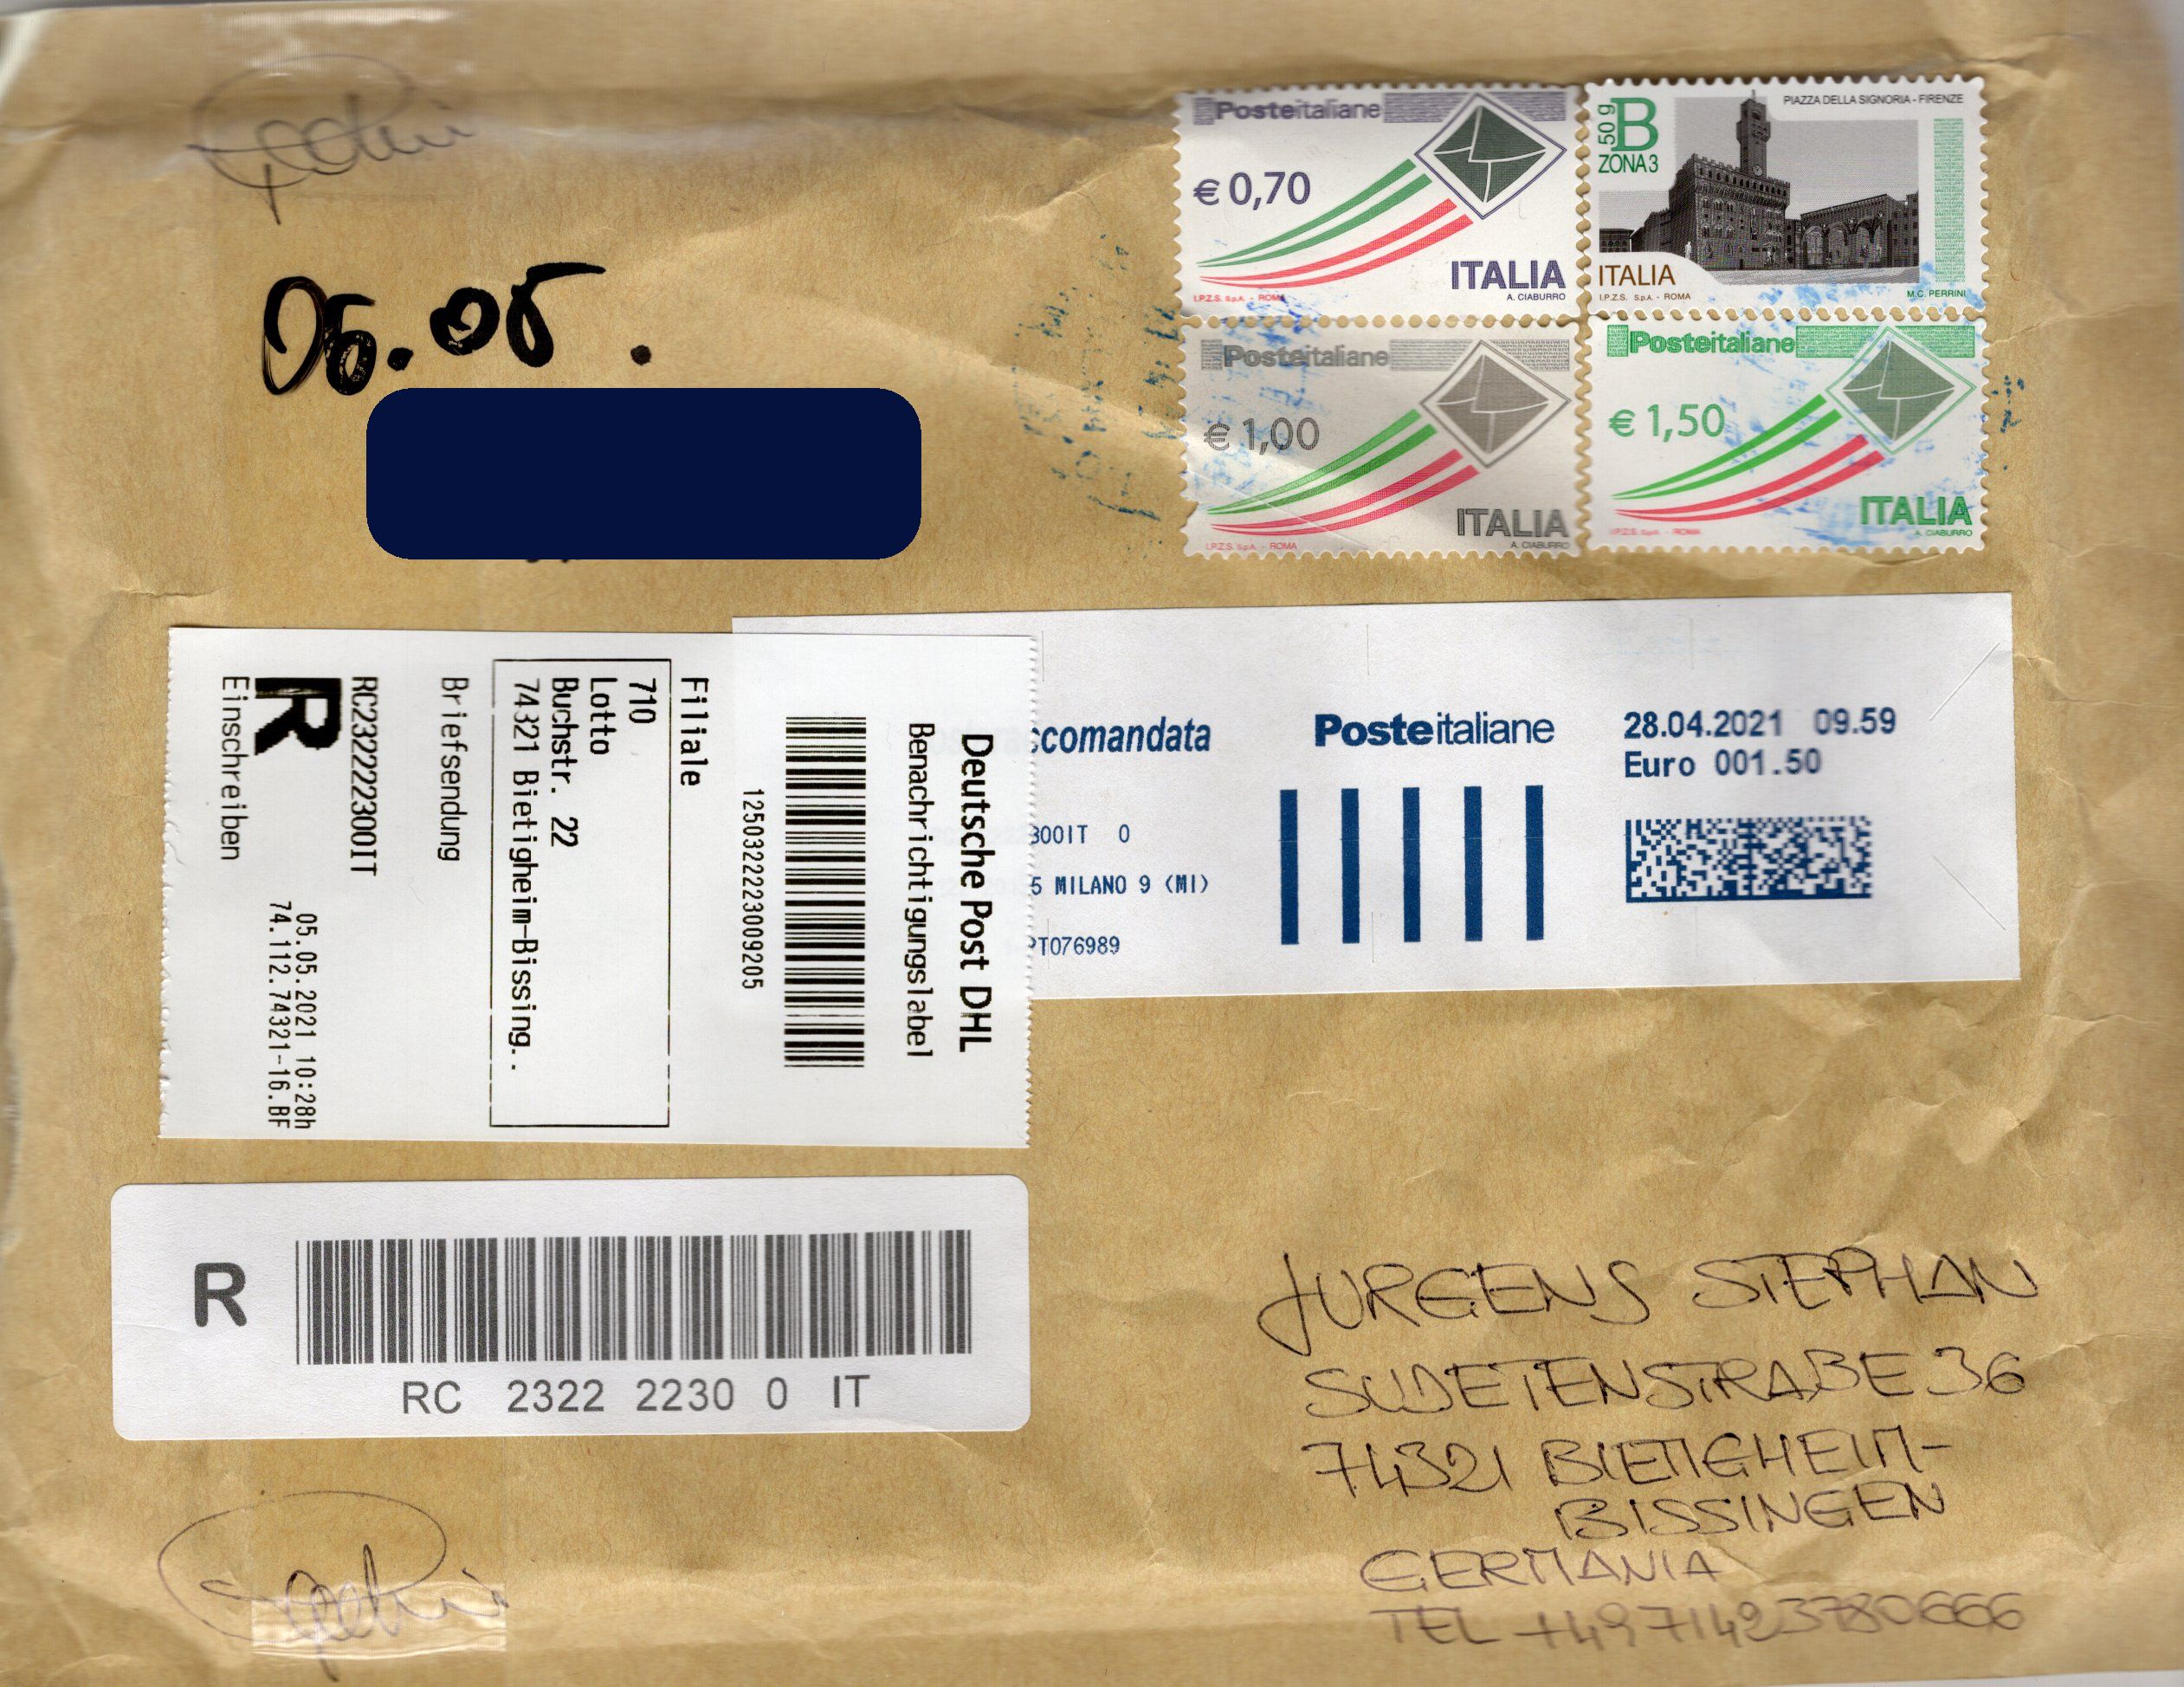 06.05.
Posteitaliane
€ 0,70
ITALIA
I.P.Z.S. S.p.A. - ROMA
A. CIABURRO
PIAZZA DELLA SIGNORIA - FIRENZE
50 g
B
ZONA 3
ITALIA
I.P.Z.S. S.p.A. - ROMA
M.C. PERRINI
Posteitaliane
€ 1,00
ITALIA
I.P.Z.S. S.p.A. - ROMA
A. CIABURRO
Posteitaliane
€ 1,50
ITALIA
I.P.Z.S. S.p.A. - ROMA
A. CIABURRO
Deutsche Post DHL
Benachrichtigungslabel
1250322223009205
Filiale
710
Lotto
Buchstr. 22
74321 Bietigheim-Bissing..
Briefsendung
RC232222300IT
R
Einschreiben
05.05.2021 10:28h
74.112.74321-16.BF
ccomandata
300IT 0
5 MILANO 9 (MI)
PT076989
Posteitaliane
28.04.2021 09.59
Euro 001.50
R
RC 2322 2230 0 IT
JURGENS STEPHAN
SUDETENSTRAßE 36
74321 BIETIGHEIM-
BISSINGEN
GERMANIA
TEL +4971423780666